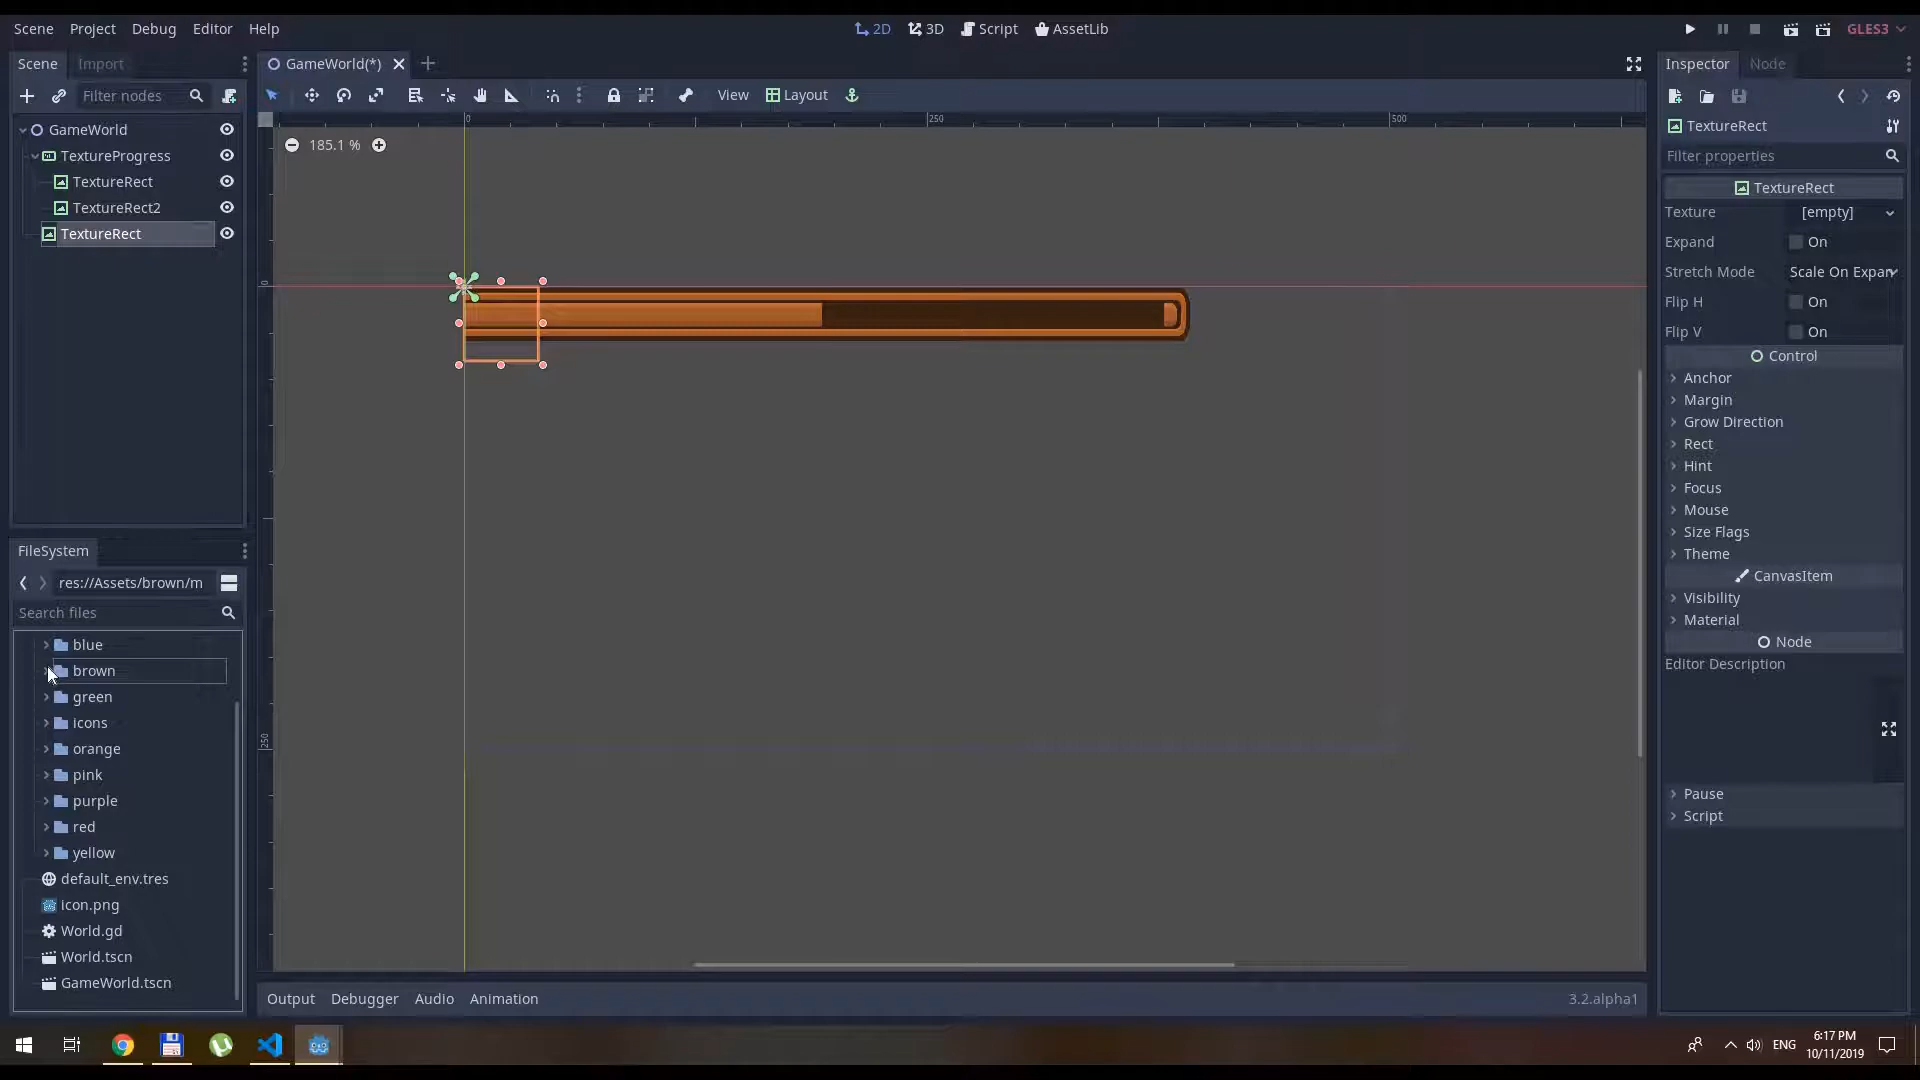 Scene Project Debug Editor Help
2D 3D Script AssetLib
GLES3
Scene Import
Filter nodes
GameWorld
TextureProgress
TextureRect
TextureRect2
TextureRect
FileSystem
res://Assets/brown/m
Search files
blue
brown
green
icons
orange
pink
purple
red
yellow
default_env.tres
icon.png
World.gd
World.tscn
GameWorld.tscn
GameWorld(*)
View Layout
0 250 500
185.1 %
0
250
Output Debugger Audio Animation
3.2.alpha1
Inspector Node
TextureRect
Filter properties
TextureRect
Texture [empty]
Expand On
Stretch Mode Scale On Expan
Flip H On
Flip V On
Control
Anchor
Margin
Grow Direction
Rect
Hint
Focus
Mouse
Size Flags
Theme
CanvasItem
Visibility
Material
Node
Editor Description
Pause
Script
ENG
6:17 PM
10/11/2019